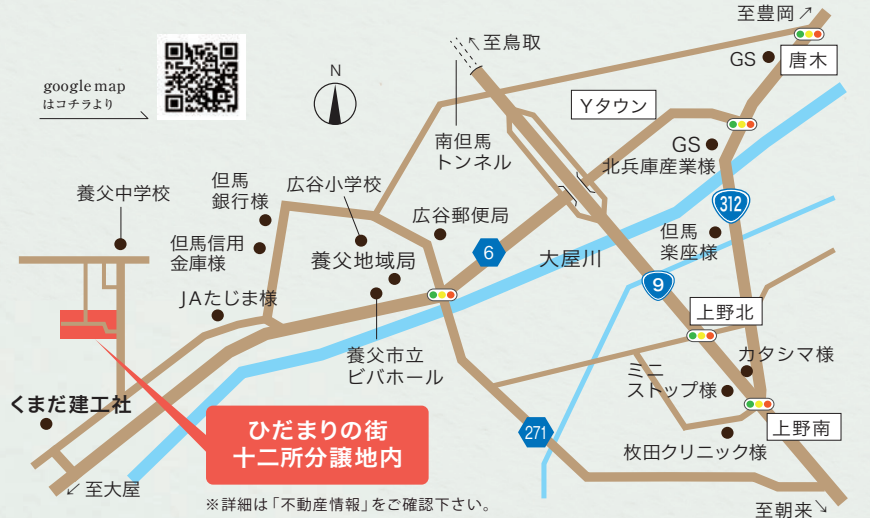 至豊岡↗
↖至鳥取
GS
唐木
google map
はコチラより
N
Yタウン
南但馬
トンネル
GS
北兵庫産業様
養父中学校
但馬
銀行様
広谷小学校
広谷郵便局
312
但馬
楽座様
但馬信用
金庫様
養父地域局
6
大屋川
9
JAたじま様
上野北
養父市立
ビバホール
ミニ
ストップ様
カタシマ様
くまだ建工社
ひだまりの街
十二所分譲地内
271
上野南
枚田クリニック様
↙至大屋
※詳細は「不動産情報」をご確認下さい。
至朝来↘